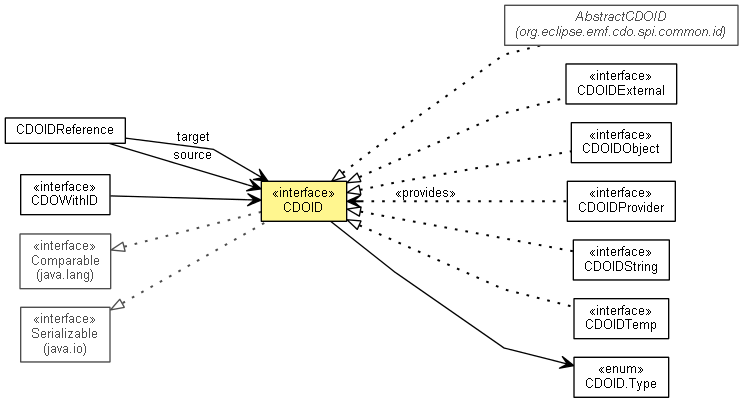 AbstractCDOID
(org.eclipse.emf.cdo.spi.common.id)
«interface»
CDOIDExternal
CDOIDReference
target
source
«interface»
CDOIDObject
«interface»
CDOWithID
«interface»
CDOID
«provides»
«interface»
CDOIDProvider
«interface»
Comparable
(java.lang)
«interface»
CDOIDString
«interface»
Serializable
(java.io)
«interface»
CDOIDTemp
«enum»
CDOID.Type